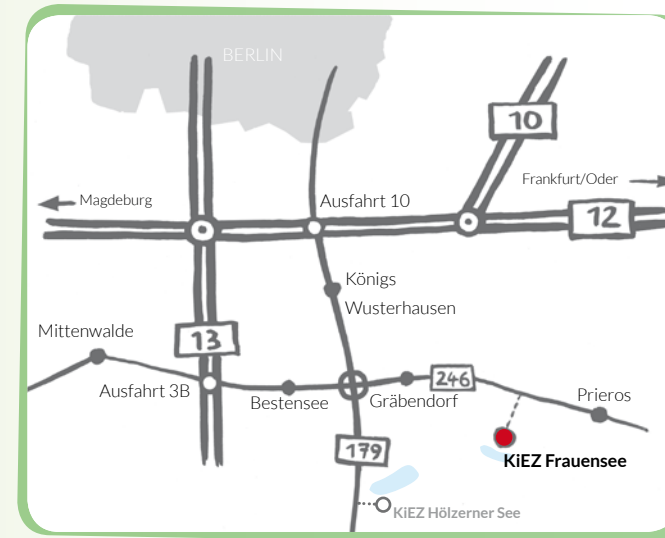 BERLIN
10
Frankfurt/Oder
Magdeburg
Ausfahrt 10
12
Königs
Wusterhausen
13
Mittenwalde
246
Ausfahrt 3B
Bestensee
Gräbendorf
Prieros
179
KiEZ Frauensee
KiEZ Hölzerner See